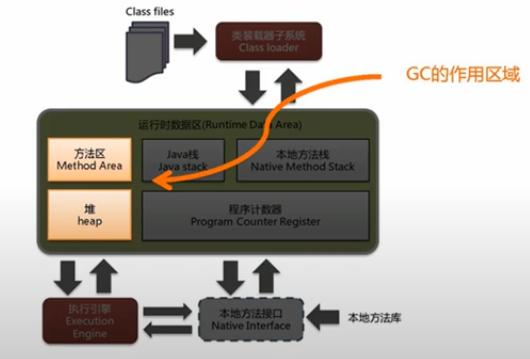 Class files
类装载器子系统
Class loader
GC的作用区域
运行时数据区(Runtime Data Area)
方法区
Method Area
Java栈
Java stack
本地方法栈
Native Method Stack
堆
heap
程序计数器
Program Counter Register
执行引擎
Execution
Engine
本地方法接口
Native Interface
本地方法库